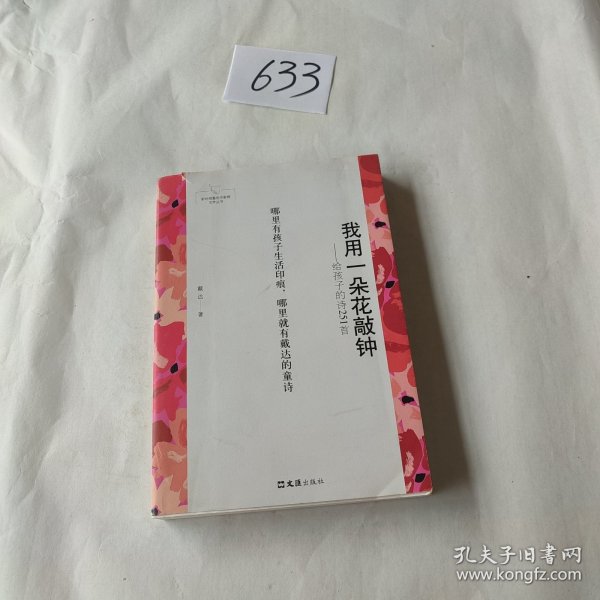 633
我用一朵花敲钟
——给孩子的诗251首
哪里有孩子生活印痕，哪里就有戴达的童诗
戴达 著
文匯出版社
孔夫子旧书网
www.kongfz.com